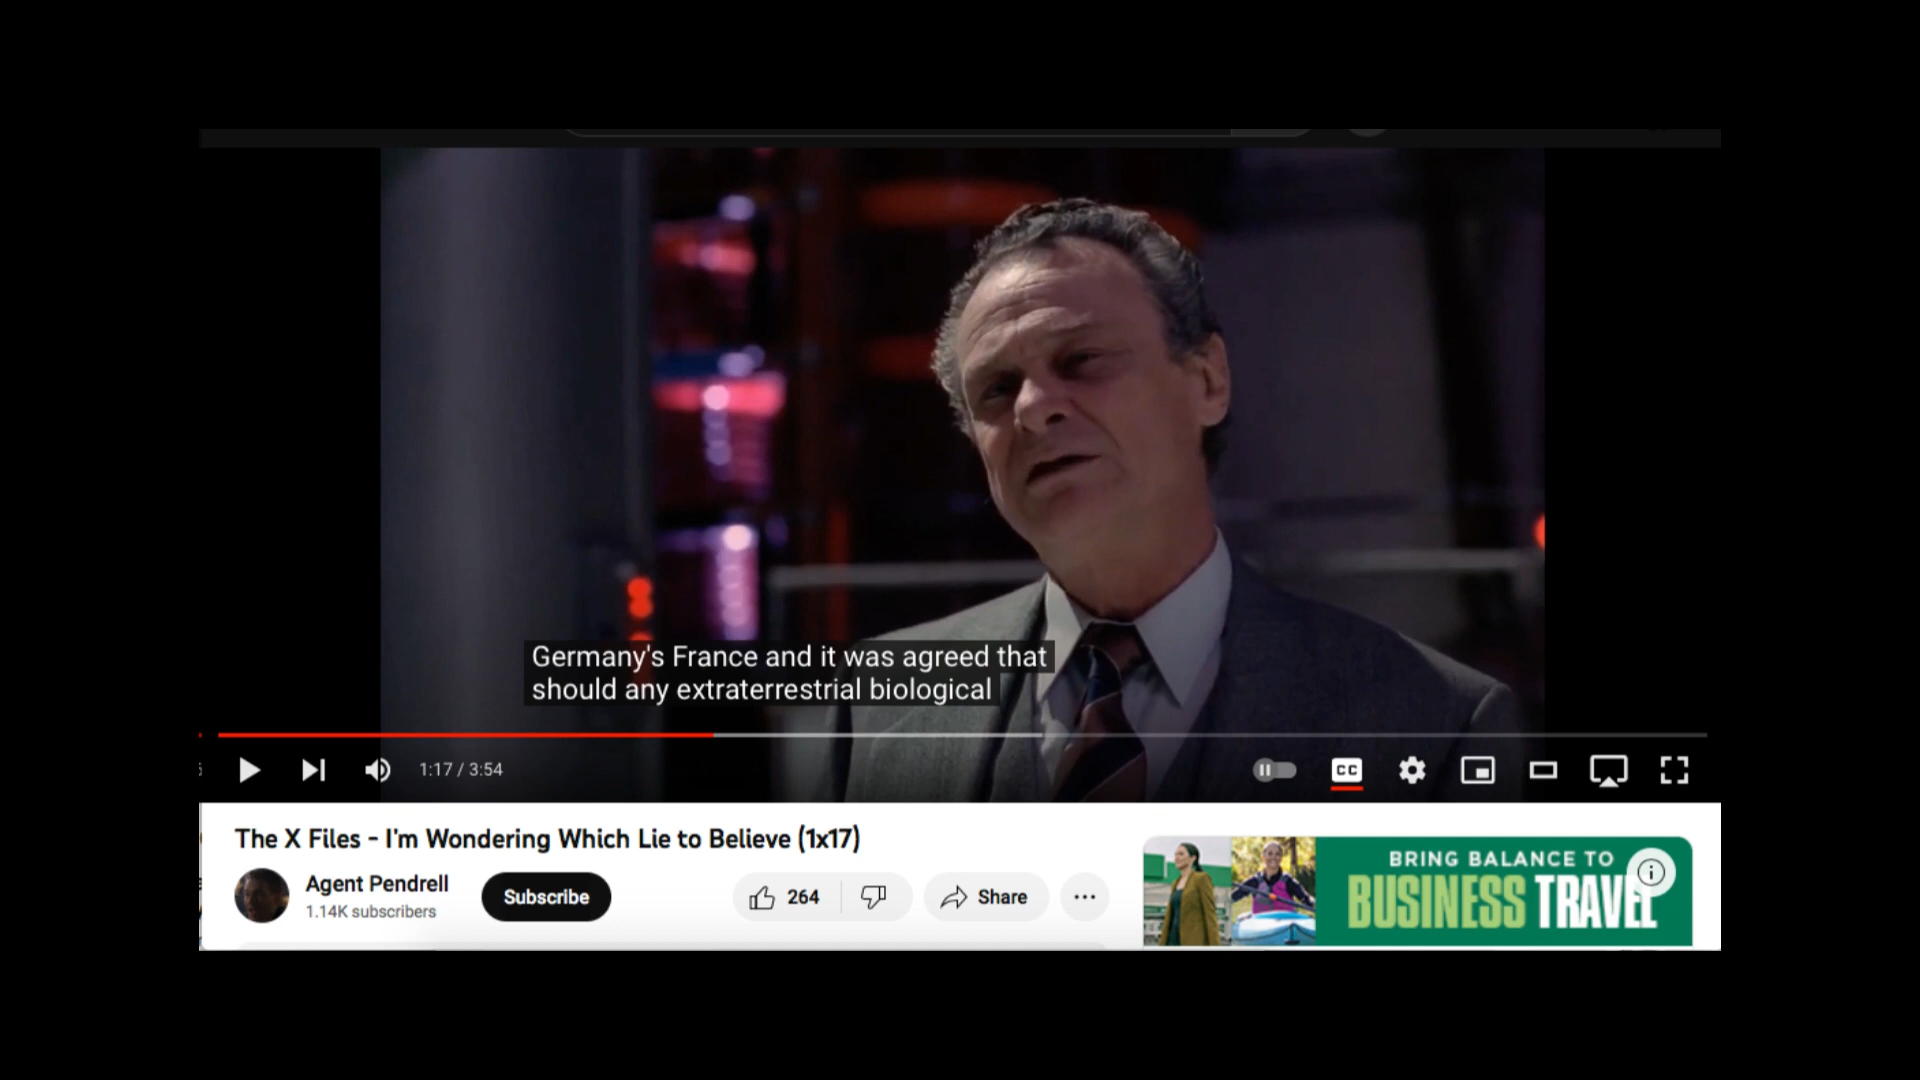 Germany's France and it was agreed that
should any extraterrestrial biological
1:17 / 3:54
CC
The X Files - I'm Wondering Which Lie to Believe (1x17)
Agent Pendrell
1.14K subscribers
Subscribe
264
Share
BRING BALANCE TO
BUSINESS TRAVEL